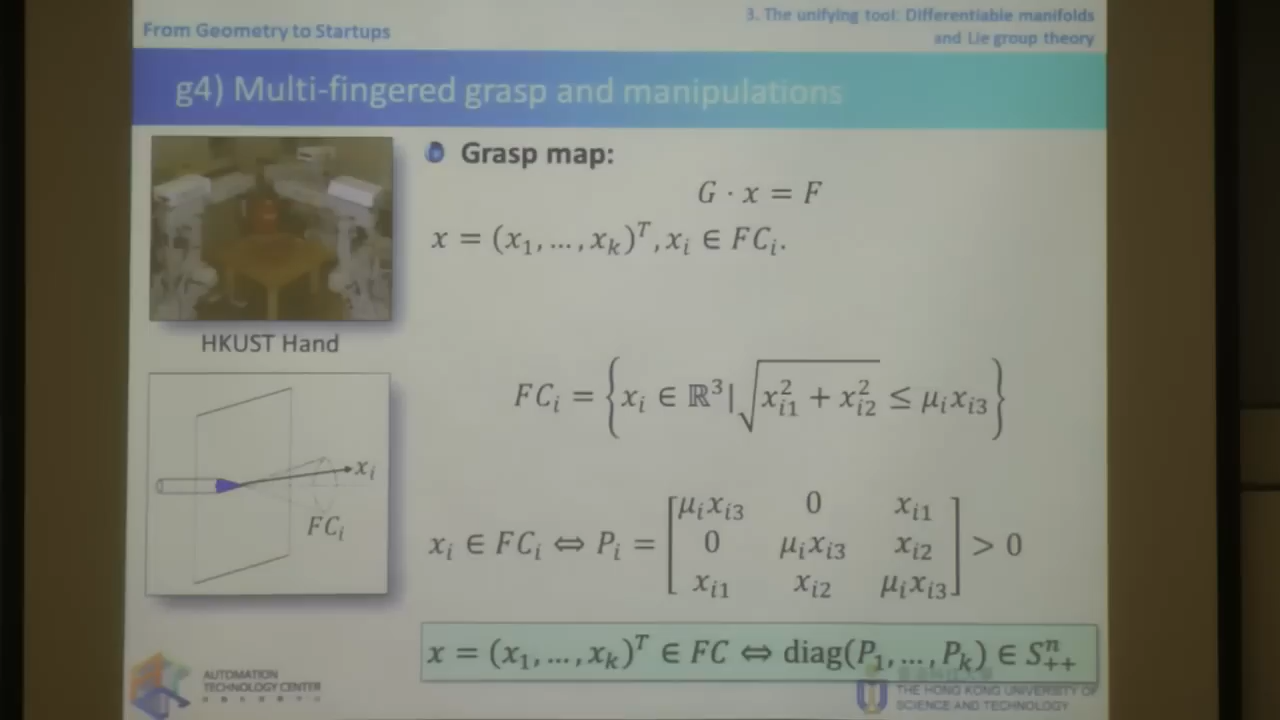 From Geometry to Startups
3. The unifying tool: Differentiable manifolds
and Lie group theory
g4) Multi-fingered grasp and manipulations
Grasp map:
G · x = F
x = (x₁, … , xₖ)ᵀ, xᵢ ∈ FCᵢ.
HKUST Hand
FCᵢ = {xᵢ ∈ ℝ³ | √(xᵢ₁² + xᵢ₂²) ≤ μᵢxᵢ₃}
xᵢ
FCᵢ
xᵢ ∈ FCᵢ ⇔ Pᵢ = [μᵢxᵢ₃ 0 xᵢ₁
0 μᵢxᵢ₃ xᵢ₂
xᵢ₁ xᵢ₂ μᵢxᵢ₃] > 0
x = (x₁, … , xₖ)ᵀ ∈ FC ⇔ diag(P₁, … , Pₖ) ∈ Sⁿ₊₊
AUTOMATION
TECHNOLOGY CENTER
THE HONG KONG UNIVERSITY OF
SCIENCE AND TECHNOLOGY